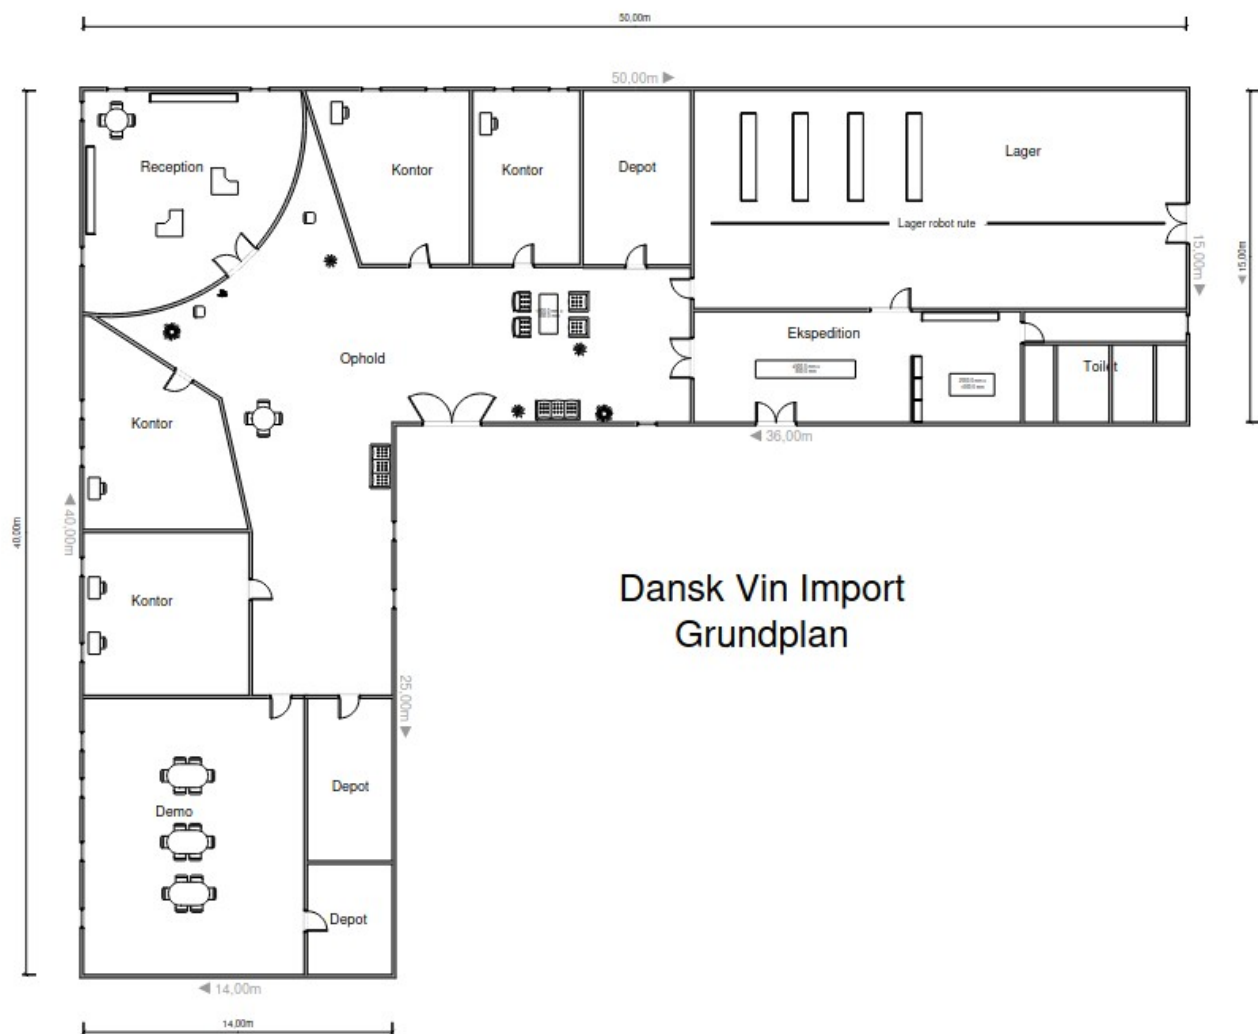 50,00m
50,00m ▶
Reception
Kontor
Kontor
Depot
Lager
Lager robot rute
15,00m ▶
◀ 15,00m
Ekspedition
Ophold
Toilet
Kontor
◀ 36,00m
◀ 40,00m
40,00m
Kontor
Dansk Vin Import
Grundplan
25,00m ▶
Demo
Depot
Depot
◀ 14,00m
14,00m